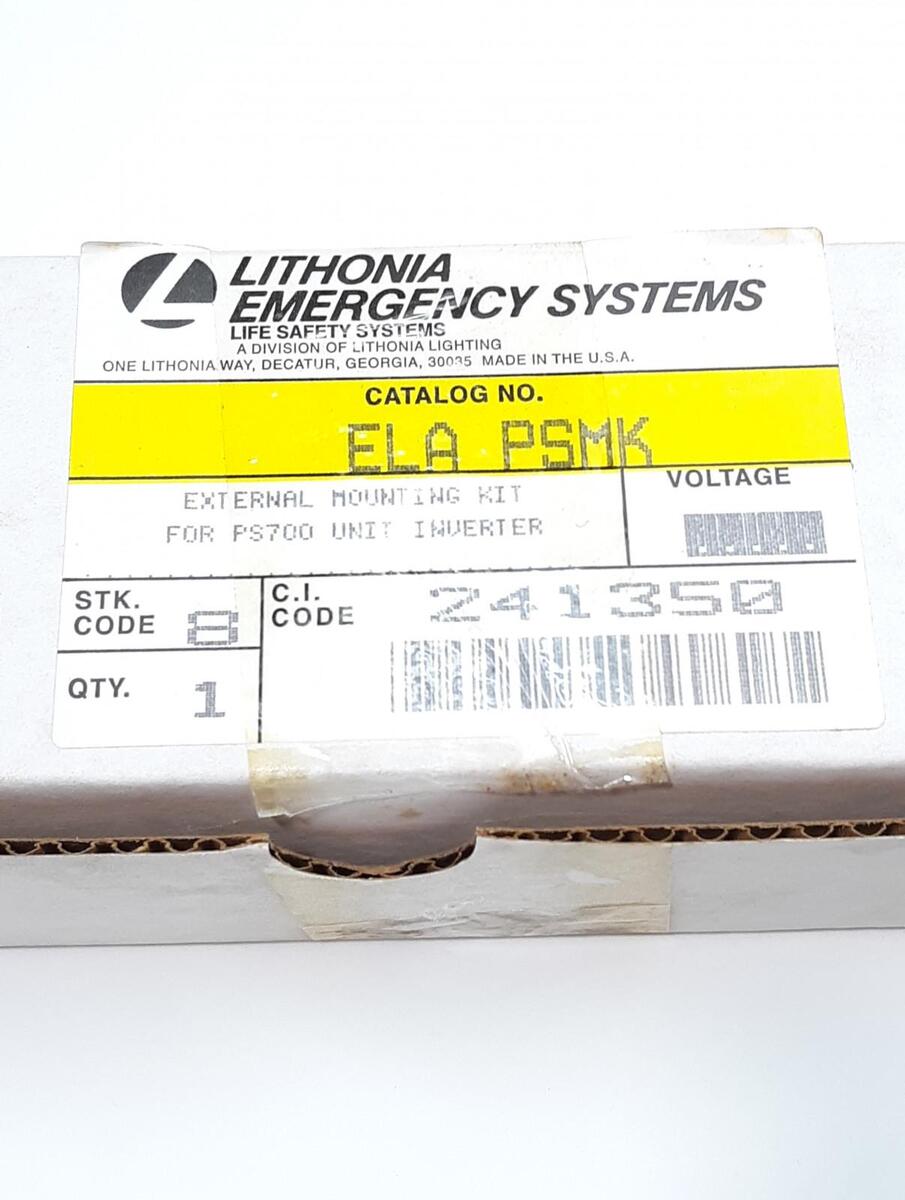 LITHONIA
EMERGENCY SYSTEMS
LIFE SAFETY SYSTEMS
A DIVISION OF LITHONIA LIGHTING
ONE LITHONIA WAY, DECATUR, GEORGIA, 30035 MADE IN THE U.S.A.
CATALOG NO.
ELA PSMK
EXTERNAL MOUNTING KIT
FOR PS700 UNIT INVERTER
VOLTAGE
STK.
CODE 8
C.I.
CODE 241350
QTY. 1